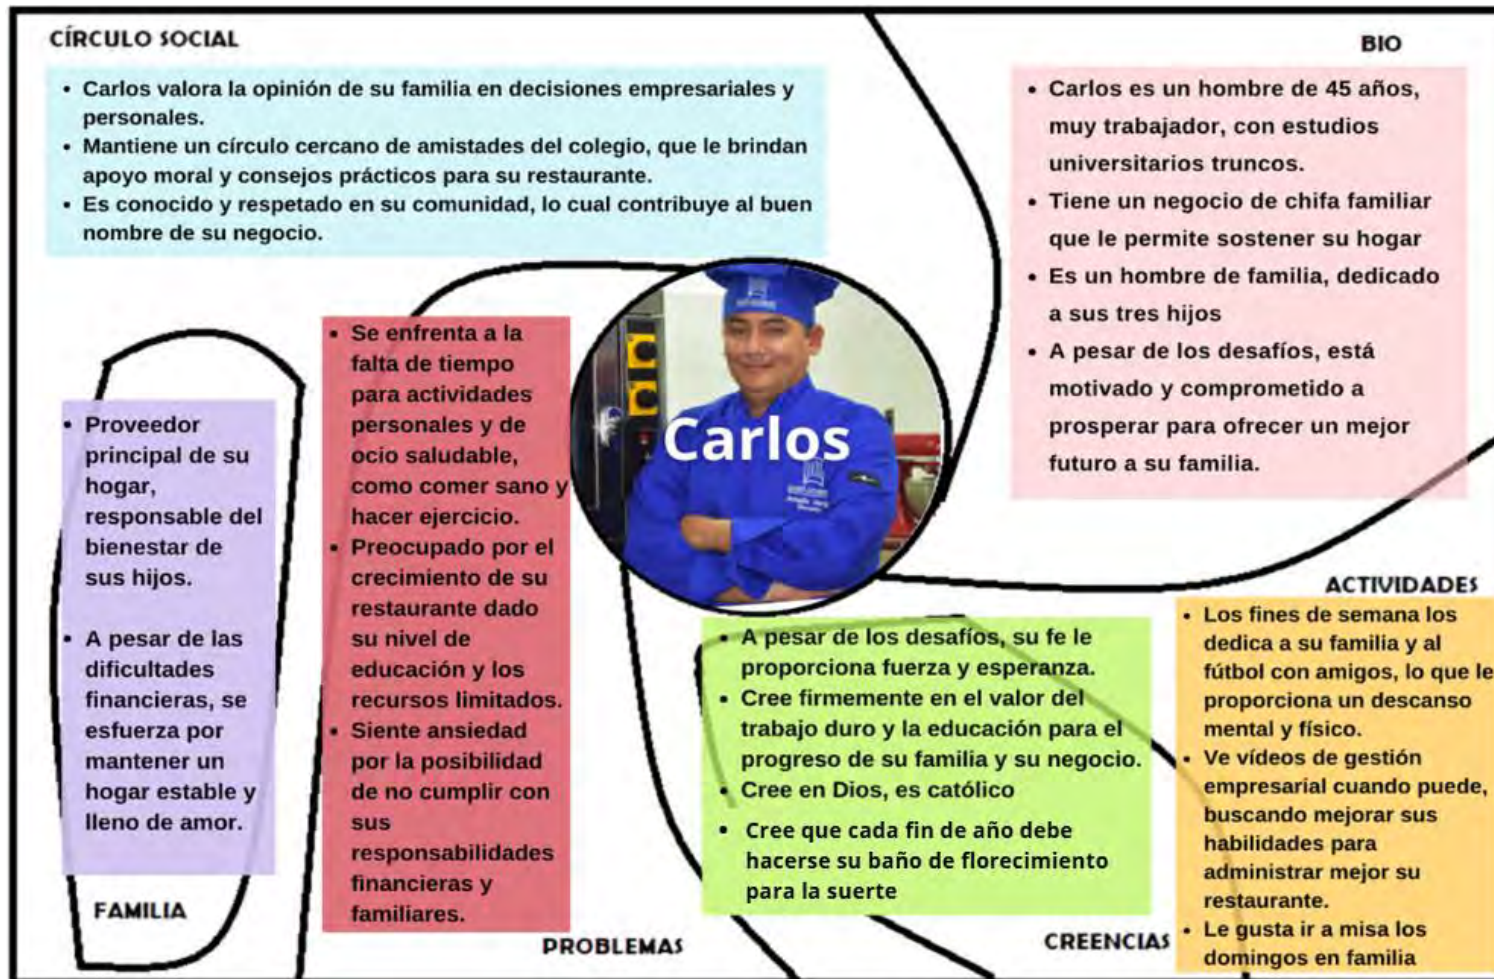 CÍRCULO SOCIAL
• Carlos valora la opinión de su familia en decisiones empresariales y
personales.
• Mantiene un círculo cercano de amistades del colegio, que le brindan
apoyo moral y consejos prácticos para su restaurante.
• Es conocido y respetado en su comunidad, lo cual contribuye al buen
nombre de su negocio.
BIO
• Carlos es un hombre de 45 años,
muy trabajador, con estudios
universitarios truncos.
• Tiene un negocio de chifa familiar
que le permite sostener su hogar
• Es un hombre de familia, dedicado
a sus tres hijos
• A pesar de los desafíos, está
motivado y comprometido a
prosperar para ofrecer un mejor
futuro a su familia.
• Proveedor
principal de su
hogar,
responsable del
bienestar de
sus hijos.
• A pesar de las
dificultades
financieras, se
esfuerza por
mantener un
hogar estable y
lleno de amor.
FAMILIA
• Se enfrenta a la
falta de tiempo
para actividades
personales y de
ocio saludable,
como comer sano y
hacer ejercicio.
• Preocupado por el
crecimiento de su
restaurante dado
su nivel de
educación y los
recursos limitados.
• Siente ansiedad
por la posibilidad
de no cumplir con
sus
responsabilidades
financieras y
familiares.
PROBLEMAS
Carlos
• A pesar de los desafíos, su fe le
proporciona fuerza y esperanza.
• Cree firmemente en el valor del
trabajo duro y la educación para el
progreso de su familia y su negocio.
• Cree en Dios, es católico
• Cree que cada fin de año debe
hacerse su baño de florecimiento
para la suerte
CREENCIAS
ACTIVIDADES
• Los fines de semana los
dedica a su familia y al
fútbol con amigos, lo que le
proporciona un descanso
mental y físico.
• Ve vídeos de gestión
empresarial cuando puede,
buscando mejorar sus
habilidades para
administrar mejor su
restaurante.
• Le gusta ir a misa los
domingos en familia